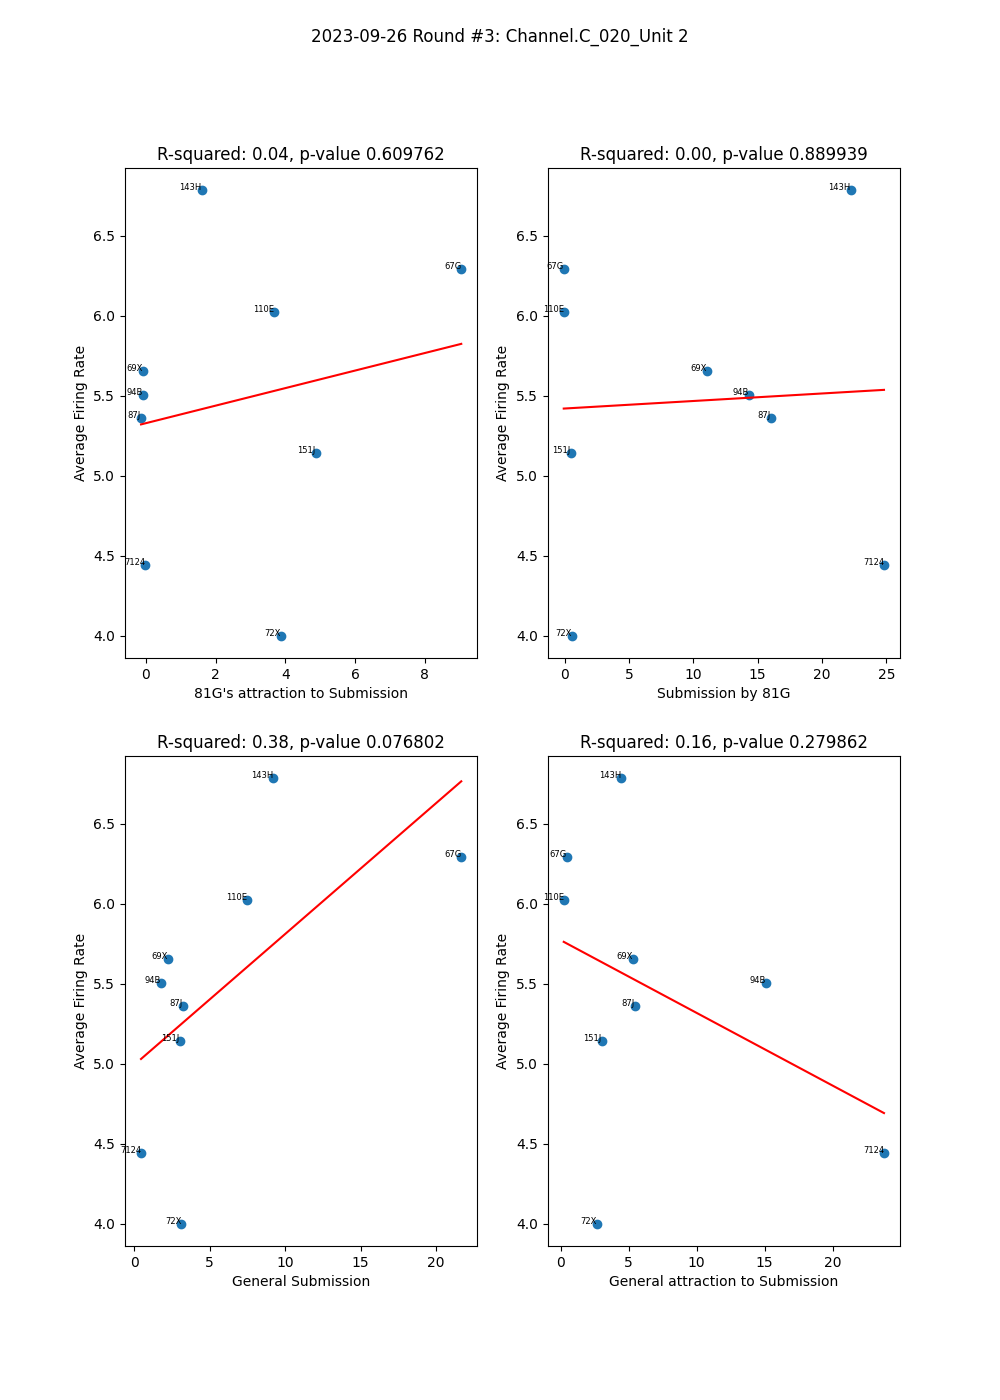 2023-09-26 Round #3: Channel.C_020_Unit 2
R-squared: 0.04, p-value 0.609762
Average Firing Rate
6.5
6.0
5.5
5.0
4.5
4.0
143H
67G
110E
69X
94B
87J
151J
7124
72X
0 2 4 6 8
81G's attraction to Submission
R-squared: 0.00, p-value 0.889939
Average Firing Rate
6.5
6.0
5.5
5.0
4.5
4.0
143H
67G
110E
69X
94B
87J
151J
7124
72X
0 5 10 15 20 25
Submission by 81G
R-squared: 0.38, p-value 0.076802
Average Firing Rate
6.5
6.0
5.5
5.0
4.5
4.0
143H
67G
110E
69X
94B
87J
151J
7124
72X
0 5 10 15 20
General Submission
R-squared: 0.16, p-value 0.279862
Average Firing Rate
6.5
6.0
5.5
5.0
4.5
4.0
143H
67G
110E
69X
94B
87J
151J
7124
72X
0 5 10 15 20
General attraction to Submission